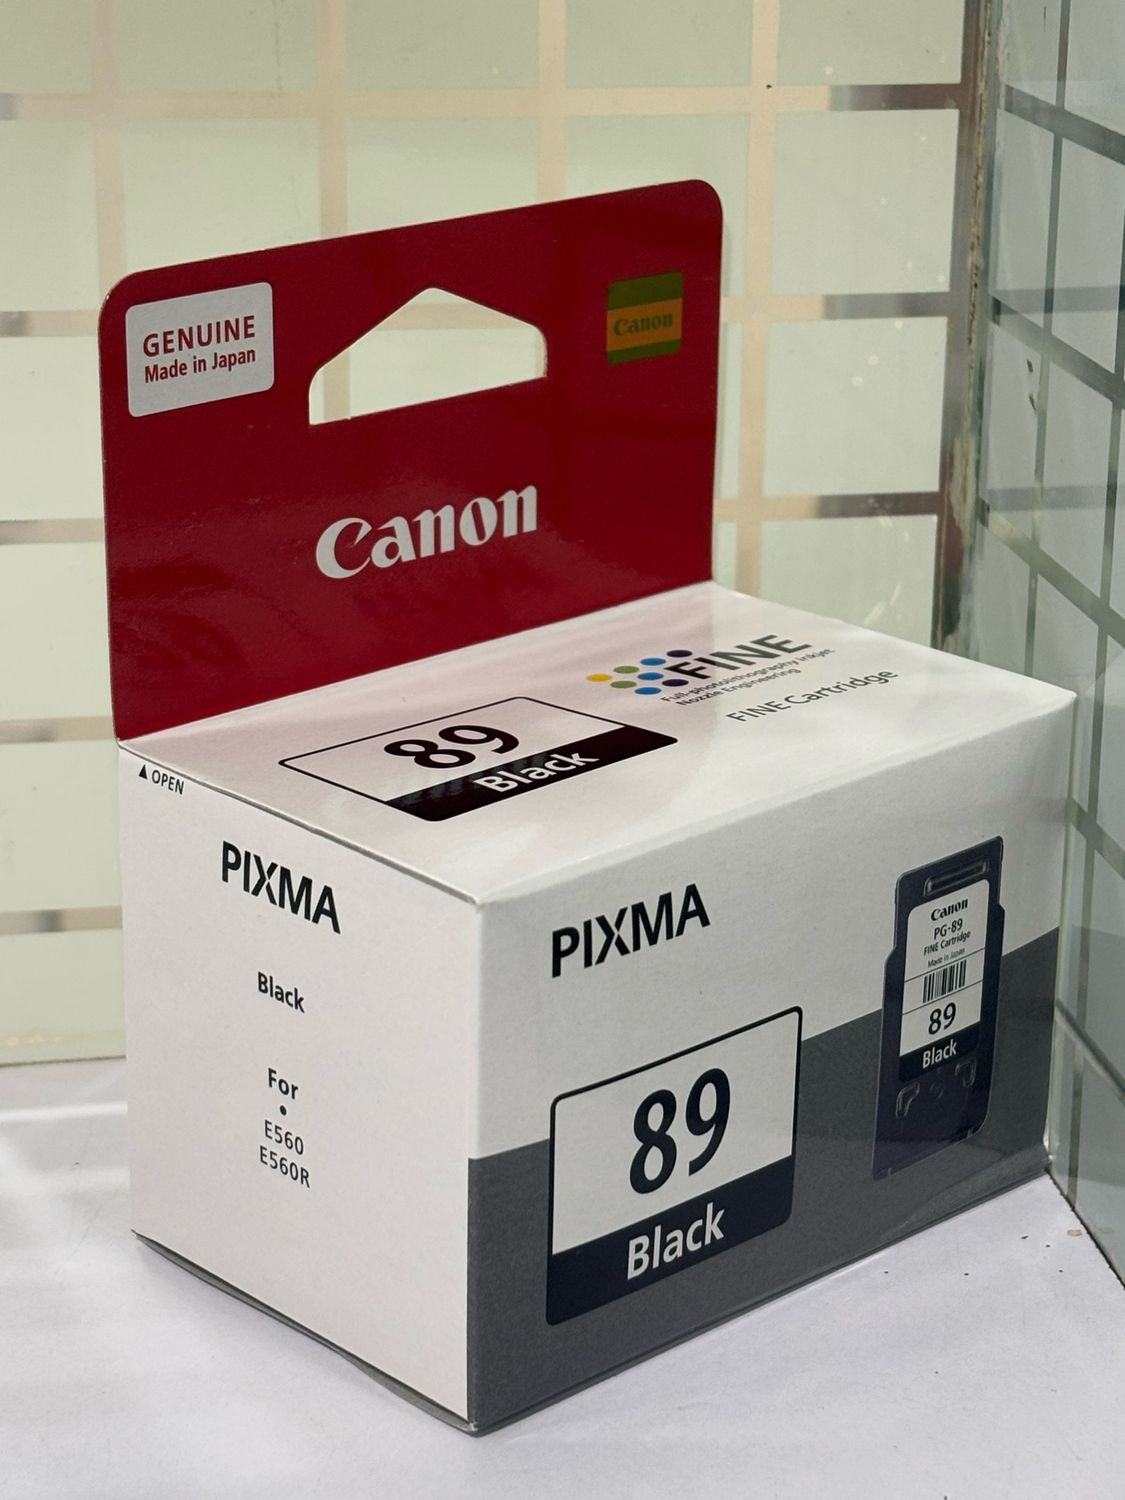 GENUINE
Made in Japan
Canon
Canon
FINE
Full-photolithography Inkjet
Nozzle Engineering
FINE Cartridge
89
Black
▲ OPEN
PIXMA
Black
For
•
E560
E560R
PIXMA
89
Black
Canon
PG-89
FINE Cartridge
Made in Japan
89
Black